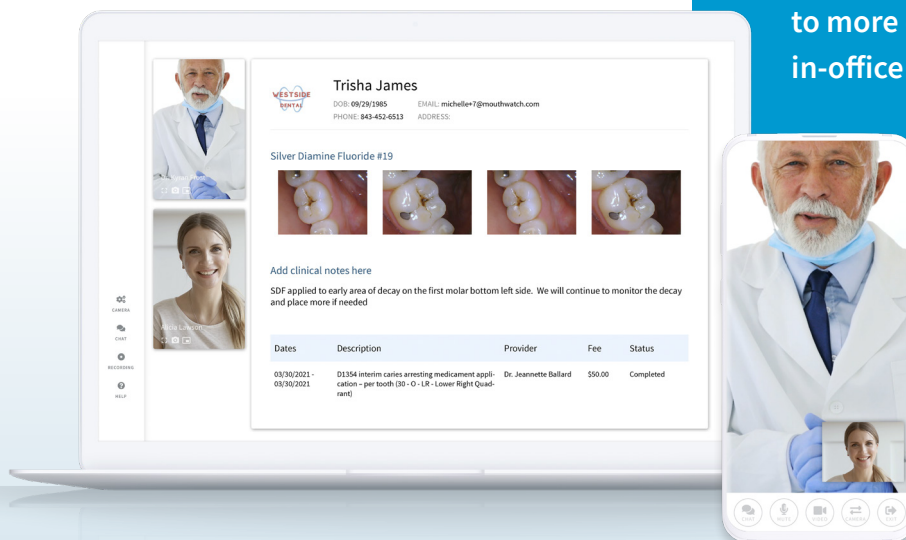 to more
in-office
WESTSIDE
DENTAL
Trisha James
DOB: 09/29/1985 EMAIL: michelle+7@mouthwatch.com
PHONE: 843-452-6513 ADDRESS:
Silver Diamine Fluoride #19
Add clinical notes here
SDF applied to early area of decay on the first molar bottom left side. We will continue to monitor the decay
and place more if needed
Dates Description Provider Fee Status
03/30/2021 - D1354 interim caries arresting medicament appli- Dr. Jeannette Ballard $50.00 Completed
03/30/2021 cation – per tooth (30 - O - LR - Lower Right Quad-
rant)
Alicia Lawson
CAMERA
CHAT
RECORDING
HELP
CHAT MUTE VIDEO CAMERA EXIT